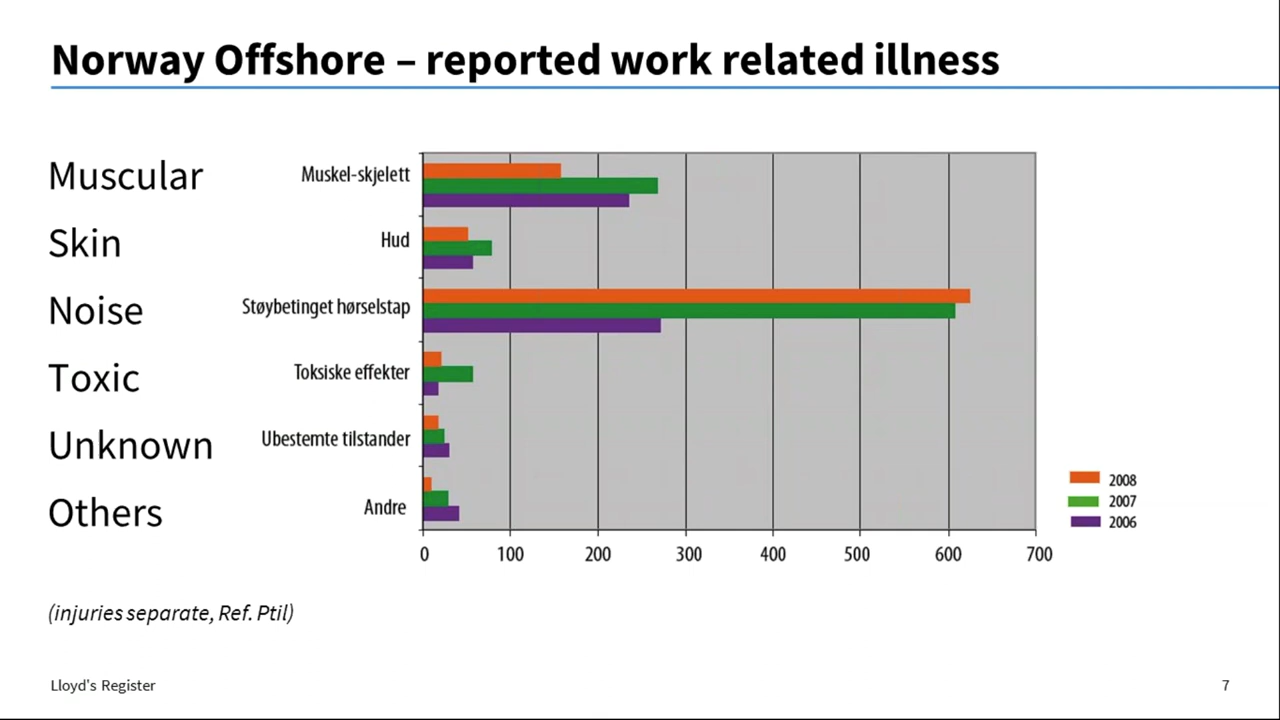 Norway Offshore – reported work related illness
Muscular
Skin
Noise
Toxic
Unknown
Others
Muskel-skjelett
Hud
Støybetinget hørselstap
Toksiske effekter
Ubestemte tilstander
Andre
0 100 200 300 400 500 600 700
2008
2007
2006
(injuries separate, Ref. Ptil)
Lloyd's Register
7